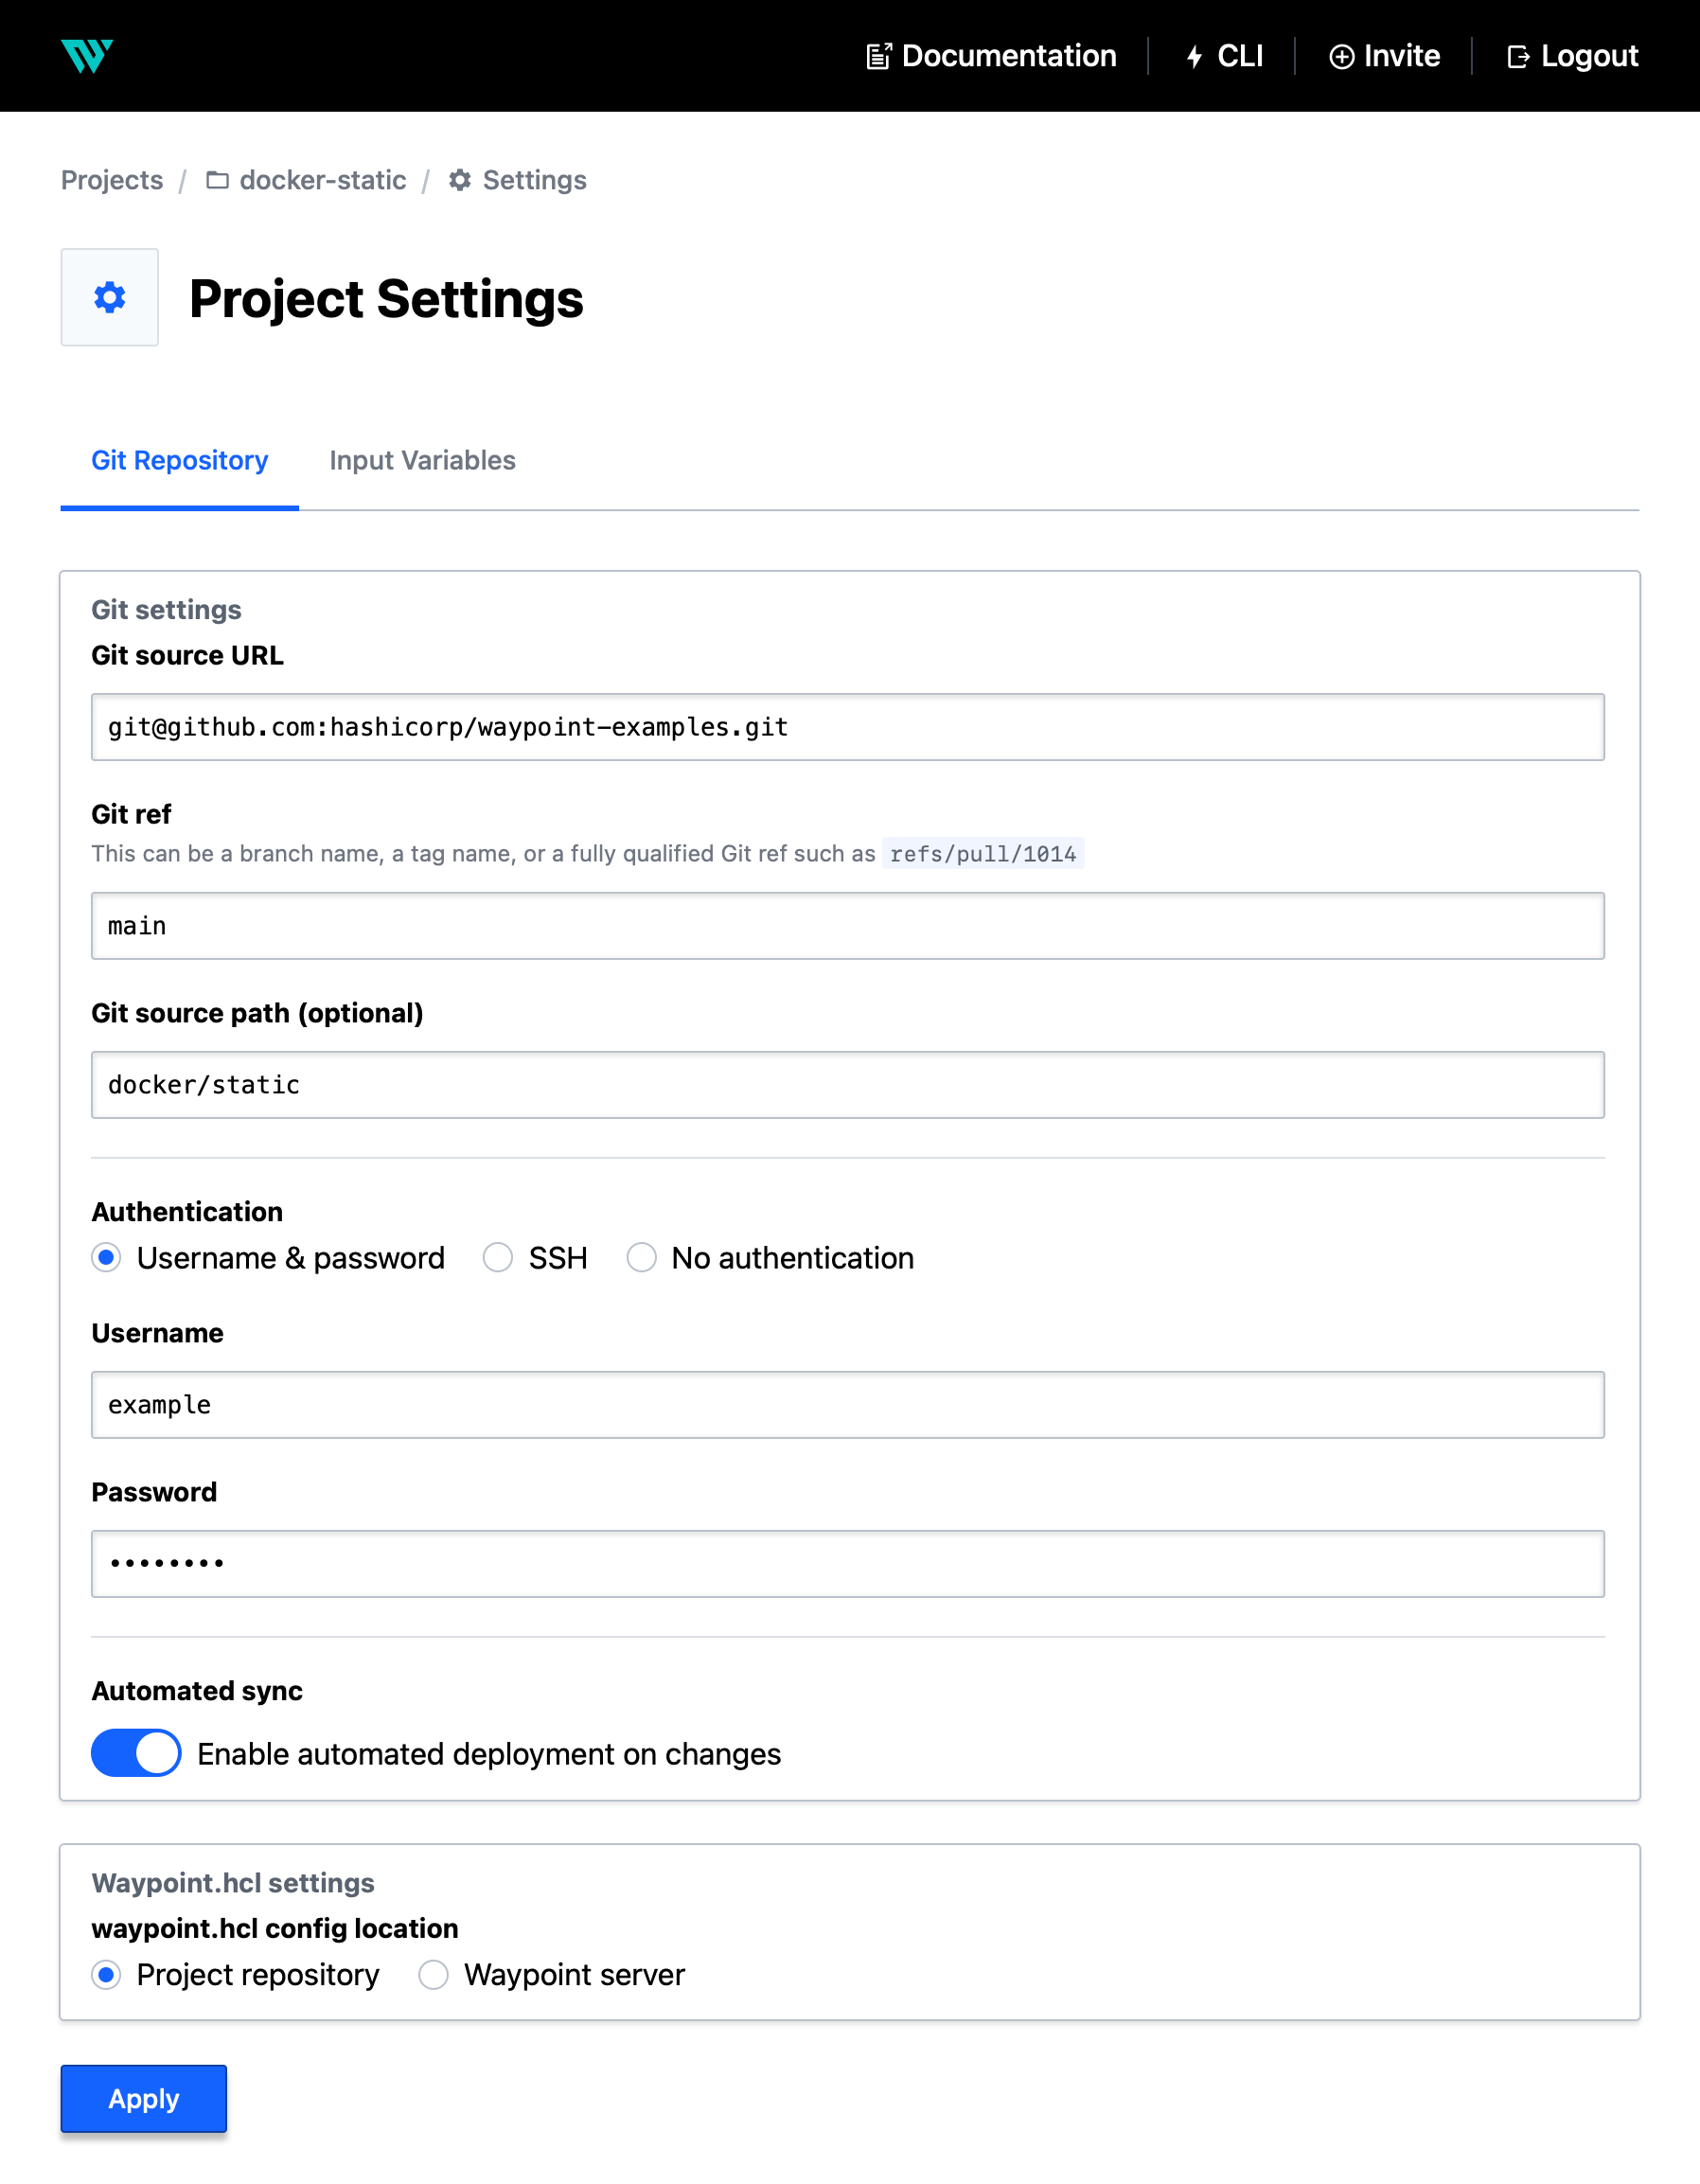 Documentation CLI Invite Logout
Projects / docker-static / Settings
Project Settings
Git Repository Input Variables
Git settings
Git source URL
git@github.com:hashicorp/waypoint-examples.git
Git ref
This can be a branch name, a tag name, or a fully qualified Git ref such as refs/pull/1014
main
Git source path (optional)
docker/static
Authentication
Username & password SSH No authentication
Username
example
Password
••••••••
Automated sync
Enable automated deployment on changes
Waypoint.hcl settings
waypoint.hcl config location
Project repository Waypoint server
Apply